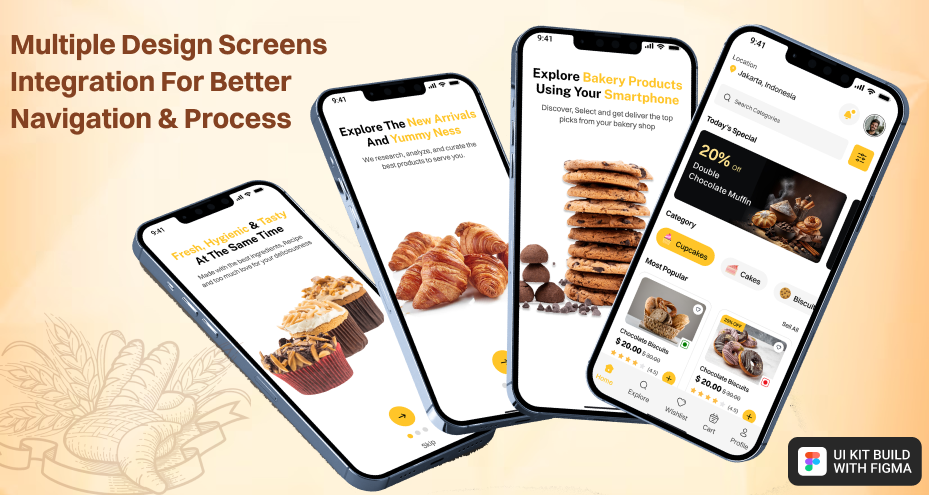 Multiple Design Screens
Integration For Better
Navigation & Process
9:41
Fresh, Hygienic & Tasty
At The Same Time
Made with the best ingredients, Recipe
and too much love for your deliciousness
Skip
9:41
Explore The New Arrivals
And Yummy Ness
We research, analyze, and curate the
best products to serve you.
9:41
Explore Bakery Products
Using Your Smartphone
Discover, Select and get deliver the top
picks from your bakery shop
9:41
Location
Jakarta, Indonesia
Search Categories
Today's Special
20% Off
Double
Chocolate Muffin
Category
Cupcakes
Cakes
Biscuit
Most Popular
See All
Chocolate Biscuits
$ 20.00 $ 30.00
(4.5)
25% OFF
Chocolate Biscuits
$ 20.00 $ 30.00
(4.5)
Home
Explore
Wishlist
Cart
Profile
UI KIT BUILD
WITH FIGMA